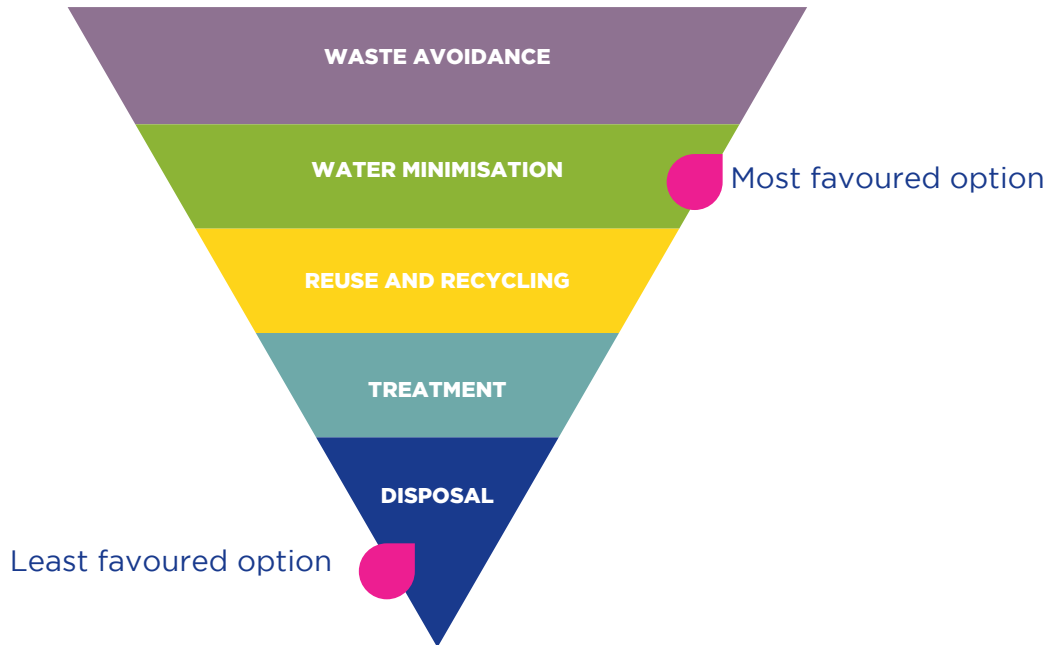 WASTE AVOIDANCE
WATER MINIMISATION
Most favoured option
REUSE AND RECYCLING
TREATMENT
DISPOSAL
Least favoured option